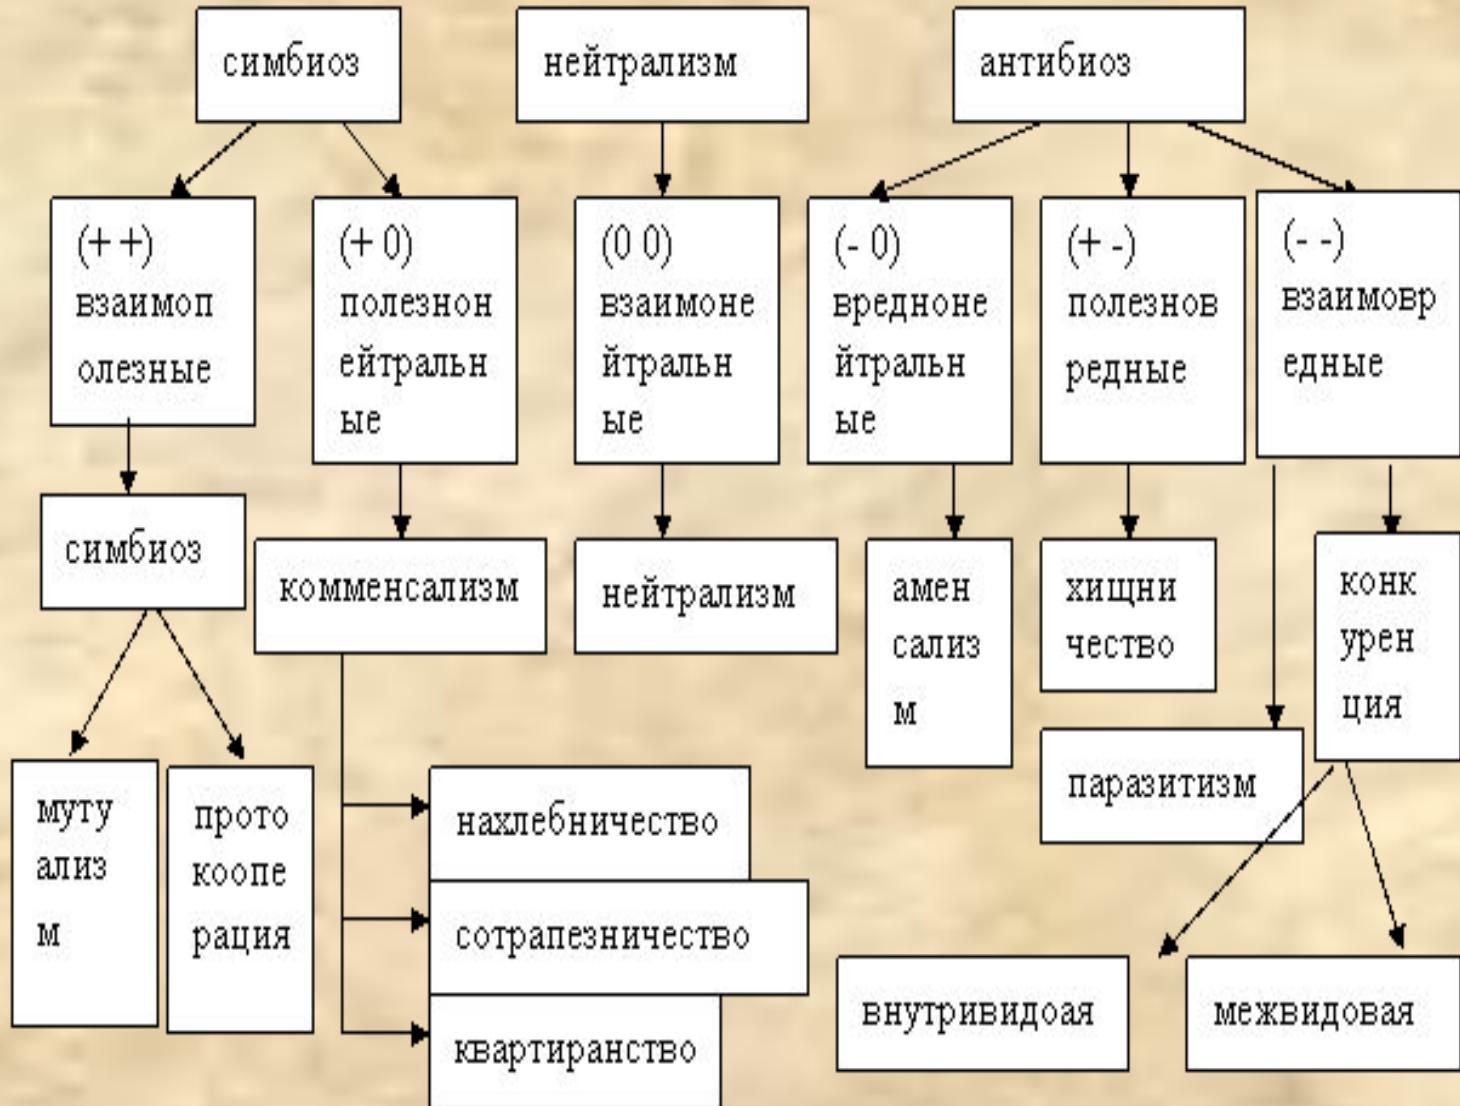 симбиоз
нейтрализм
антибиоз
(+ +)
взаимоп
олезные
(+ 0)
полезнон
ейтральн
ые
(0 0)
взаимоне
йтральн
ые
(- 0)
вредноне
йтральн
ые
(+ -)
полезнов
редные
(- -)
взаимовр
едные
симбиоз
комменсализм
нейтрализм
амен
сализ
м
хищни
чество
конк
урен
ция
паразитизм
муту
ализ
м
прото
коопе
рация
нахлебничество
сотрапезничество
квартиранство
внутривидоая
межвидовая